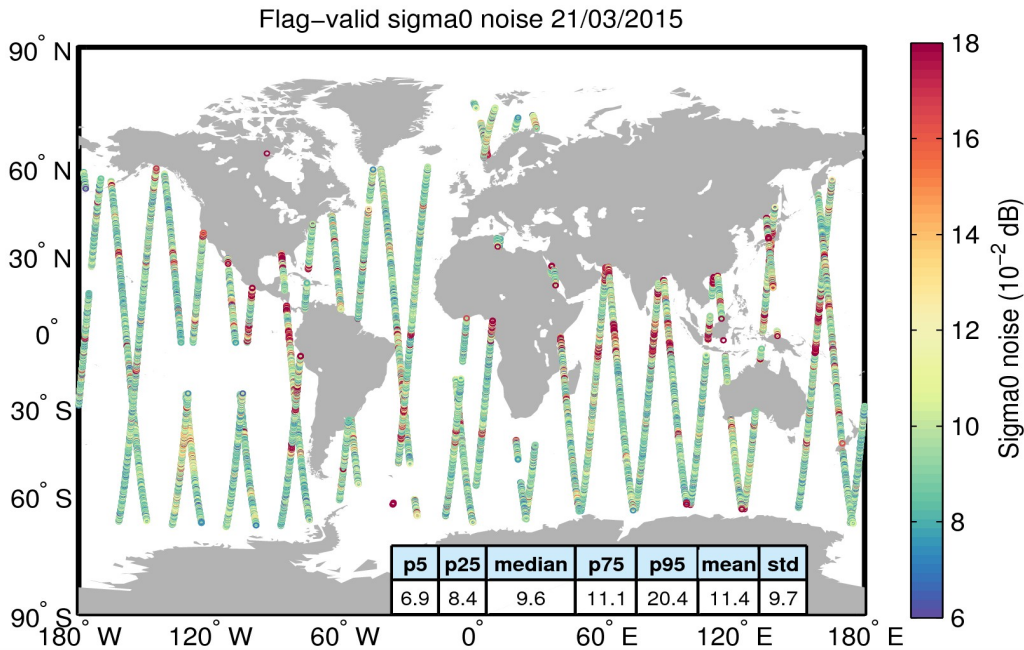 Flag−valid sigma0 noise 21/03/2015
90° N
60° N
30° N
0°
30° S
60° S
90° S
180° W
120° W
60° W
0°
60° E
120° E
180° E
p5 p25 median p75 p95 mean std
6.9 8.4 9.6 11.1 20.4 11.4 9.7
18
16
14
12
10
8
6
Sigma0 noise (10⁻² dB)